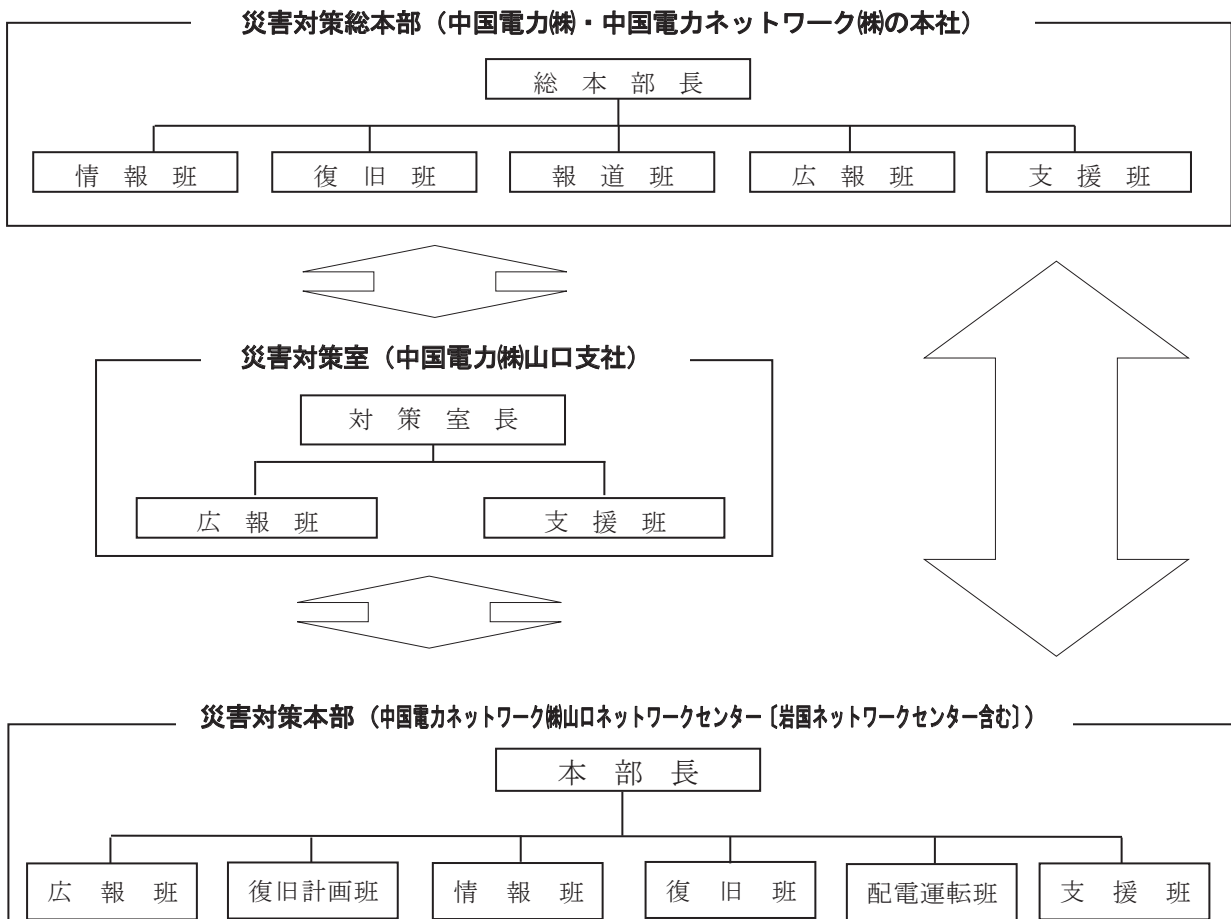 災害対策総本部（中国電力㈱・中国電力ネットワーク㈱の本社）
総本部長
情報班 復旧班 報道班 広報班 支援班
災害対策室（中国電力㈱山口支社）
対策室長
広報班 支援班
災害対策本部（中国電力ネットワーク㈱山口ネットワークセンター〔岩国ネットワークセンター含む〕）
本部長
広報班 復旧計画班 情報班 復旧班 配電運転班 支援班